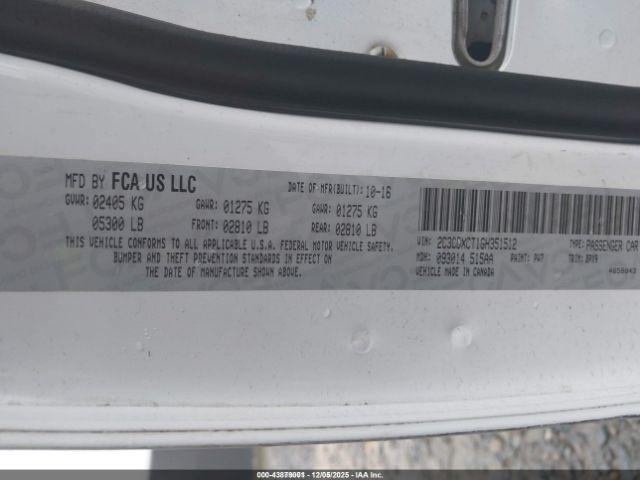 MFD BY FCA US LLC DATE OF MFR(BUILT): 10-16
GVWR: 02405 KG GAWR: 01275 KG GAWR: 01275 KG
05300 LB FRONT: 02810 LB REAR: 02810 LB
THIS VEHICLE CONFORMS TO ALL APPLICABLE U.S.A. FEDERAL MOTOR VEHICLE SAFETY,
BUMPER AND THEFT PREVENTION STANDARDS IN EFFECT ON
THE DATE OF MANUFACTURE SHOWN ABOVE.
VIN: 2C3CDXCT1GH351512 TYPE: PASSENGER CAR
MDH: 093014 515AA PAINT: PW7 TRIM: BPX9
VEHICLE MADE IN CANADA
000-43879001 - 12/05/2025 - Copart, Inc.